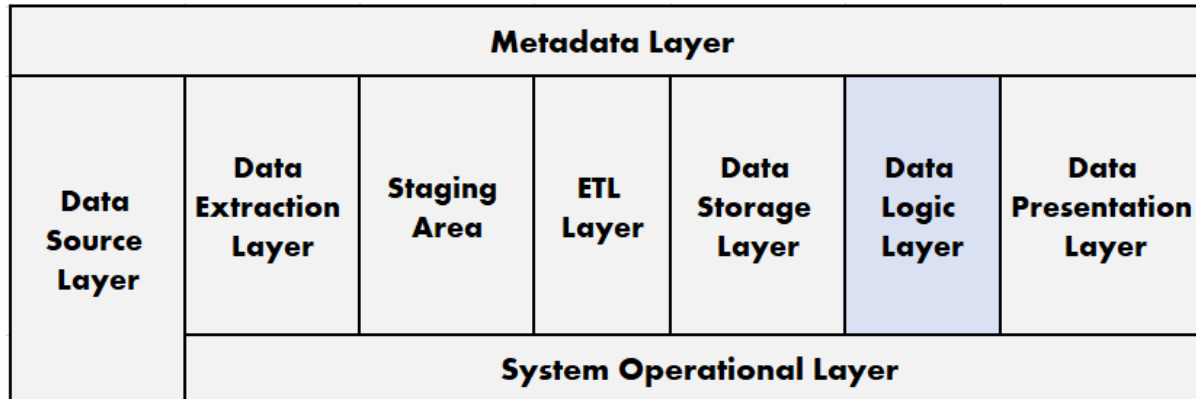 Metadata Layer
Data
Source
Layer
Data
Extraction
Layer
Staging
Area
ETL
Layer
Data
Storage
Layer
Data
Logic
Layer
Data
Presentation
Layer
System Operational Layer